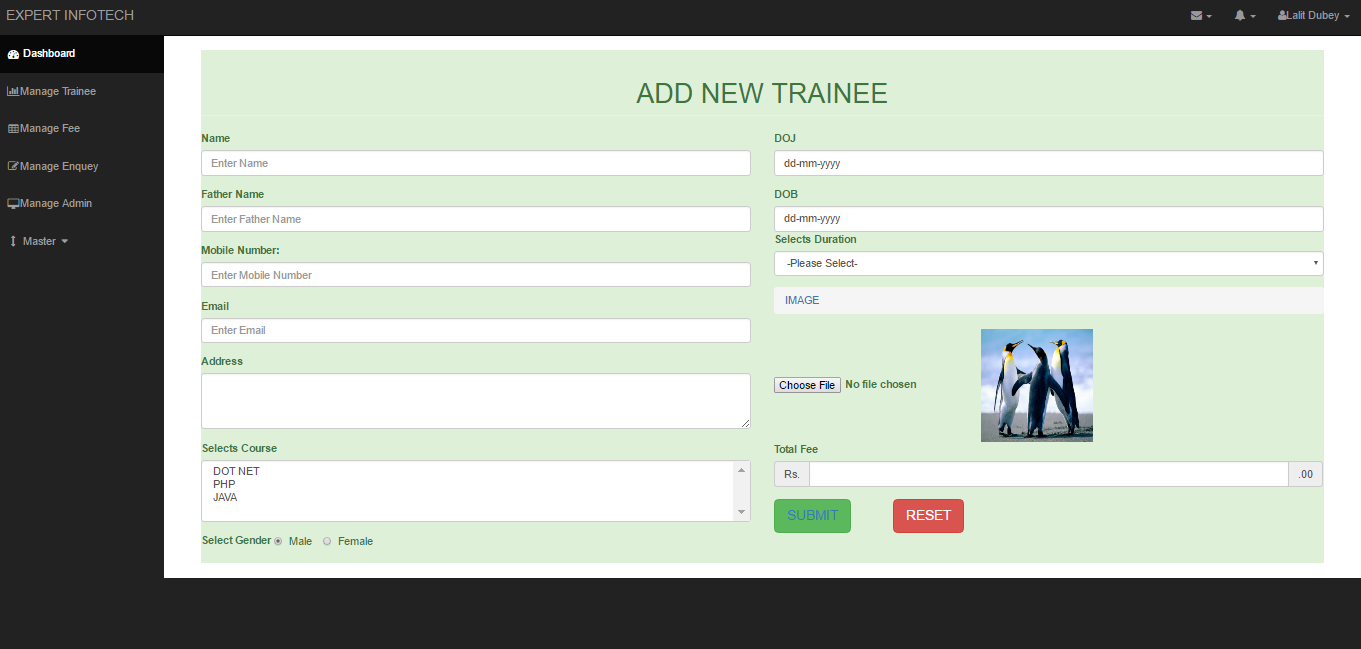 EXPERT INFOTECH
Lalit Dubey
Dashboard
Manage Trainee
Manage Fee
Manage Enquey
Manage Admin
Master
ADD NEW TRAINEE
Name
Enter Name
Father Name
Enter Father Name
Mobile Number:
Enter Mobile Number
Email
Enter Email
Address
Selects Course
DOT NET
PHP
JAVA
Select Gender Male Female
DOJ
dd-mm-yyyy
DOB
dd-mm-yyyy
Selects Duration
-Please Select-
IMAGE
Choose File No file chosen
Total Fee
Rs. .00
SUBMIT RESET